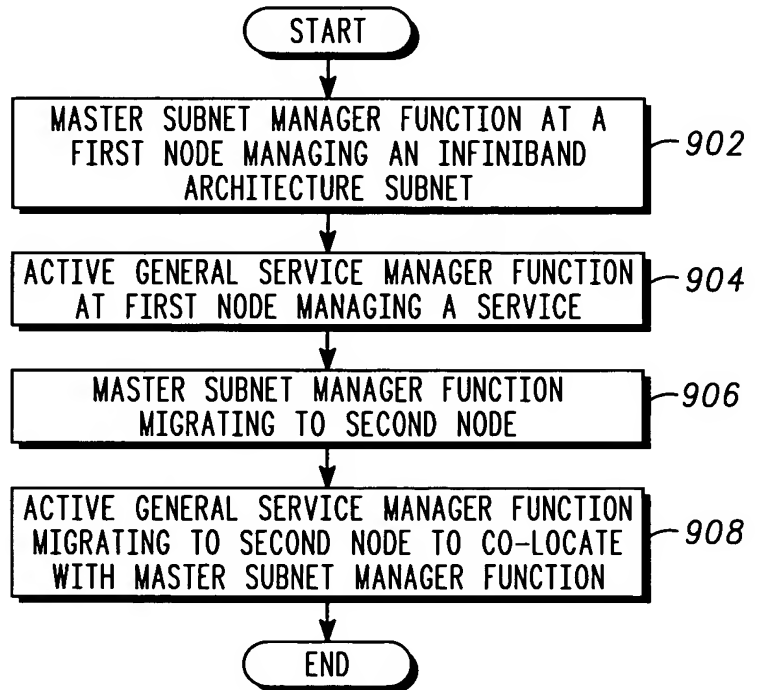 START
MASTER SUBNET MANAGER FUNCTION AT A
FIRST NODE MANAGING AN INFINIBAND
ARCHITECTURE SUBNET
902
ACTIVE GENERAL SERVICE MANAGER FUNCTION
AT FIRST NODE MANAGING A SERVICE
904
MASTER SUBNET MANAGER FUNCTION
MIGRATING TO SECOND NODE
906
ACTIVE GENERAL SERVICE MANAGER FUNCTION
MIGRATING TO SECOND NODE TO CO-LOCATE
WITH MASTER SUBNET MANAGER FUNCTION
908
END